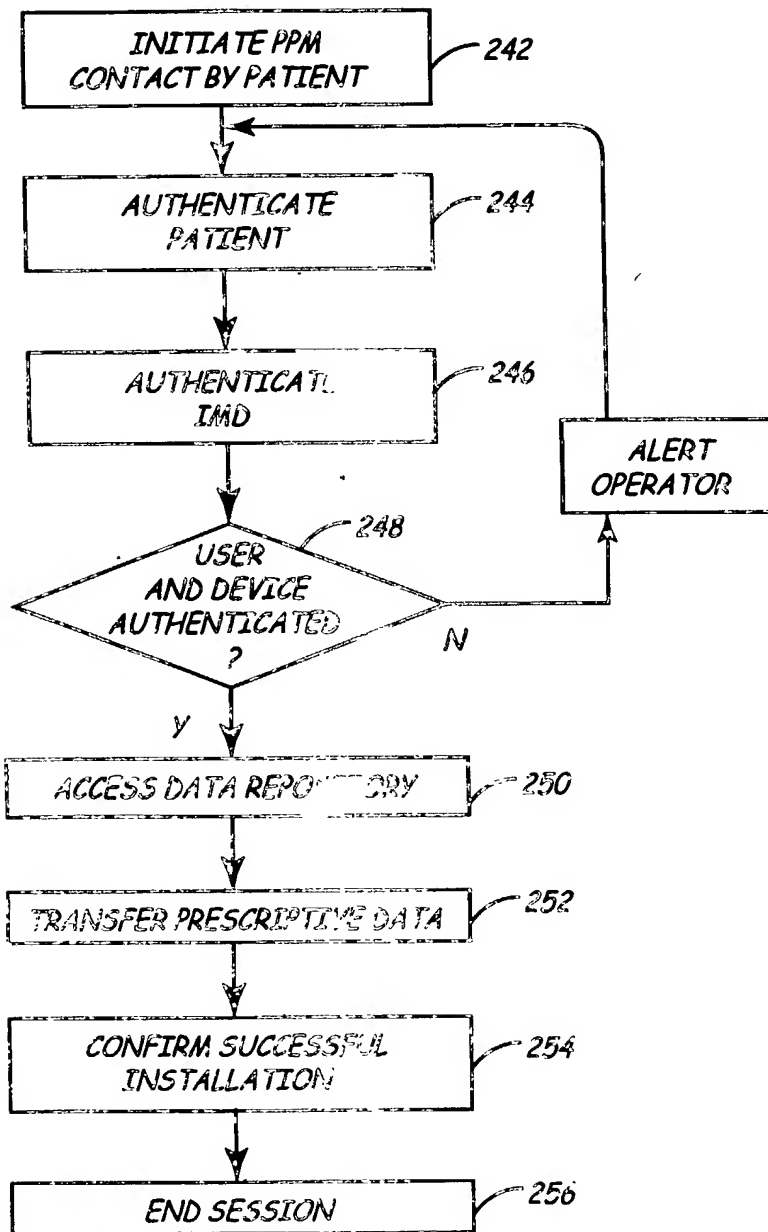 INITIATE PPM
CONTACT BY PATIENT
242
AUTHENTICATE
PATIENT
244
AUTHENTICATE
IMD
246
ALERT
OPERATOR
248
USER
AND DEVICE
AUTHENTICATED
?
N
Y
ACCESS DATA REPOSITORY
250
TRANSFER PRESCRIPTIVE DATA
252
CONFIRM SUCCESSFUL
INSTALLATION
254
END SESSION
256